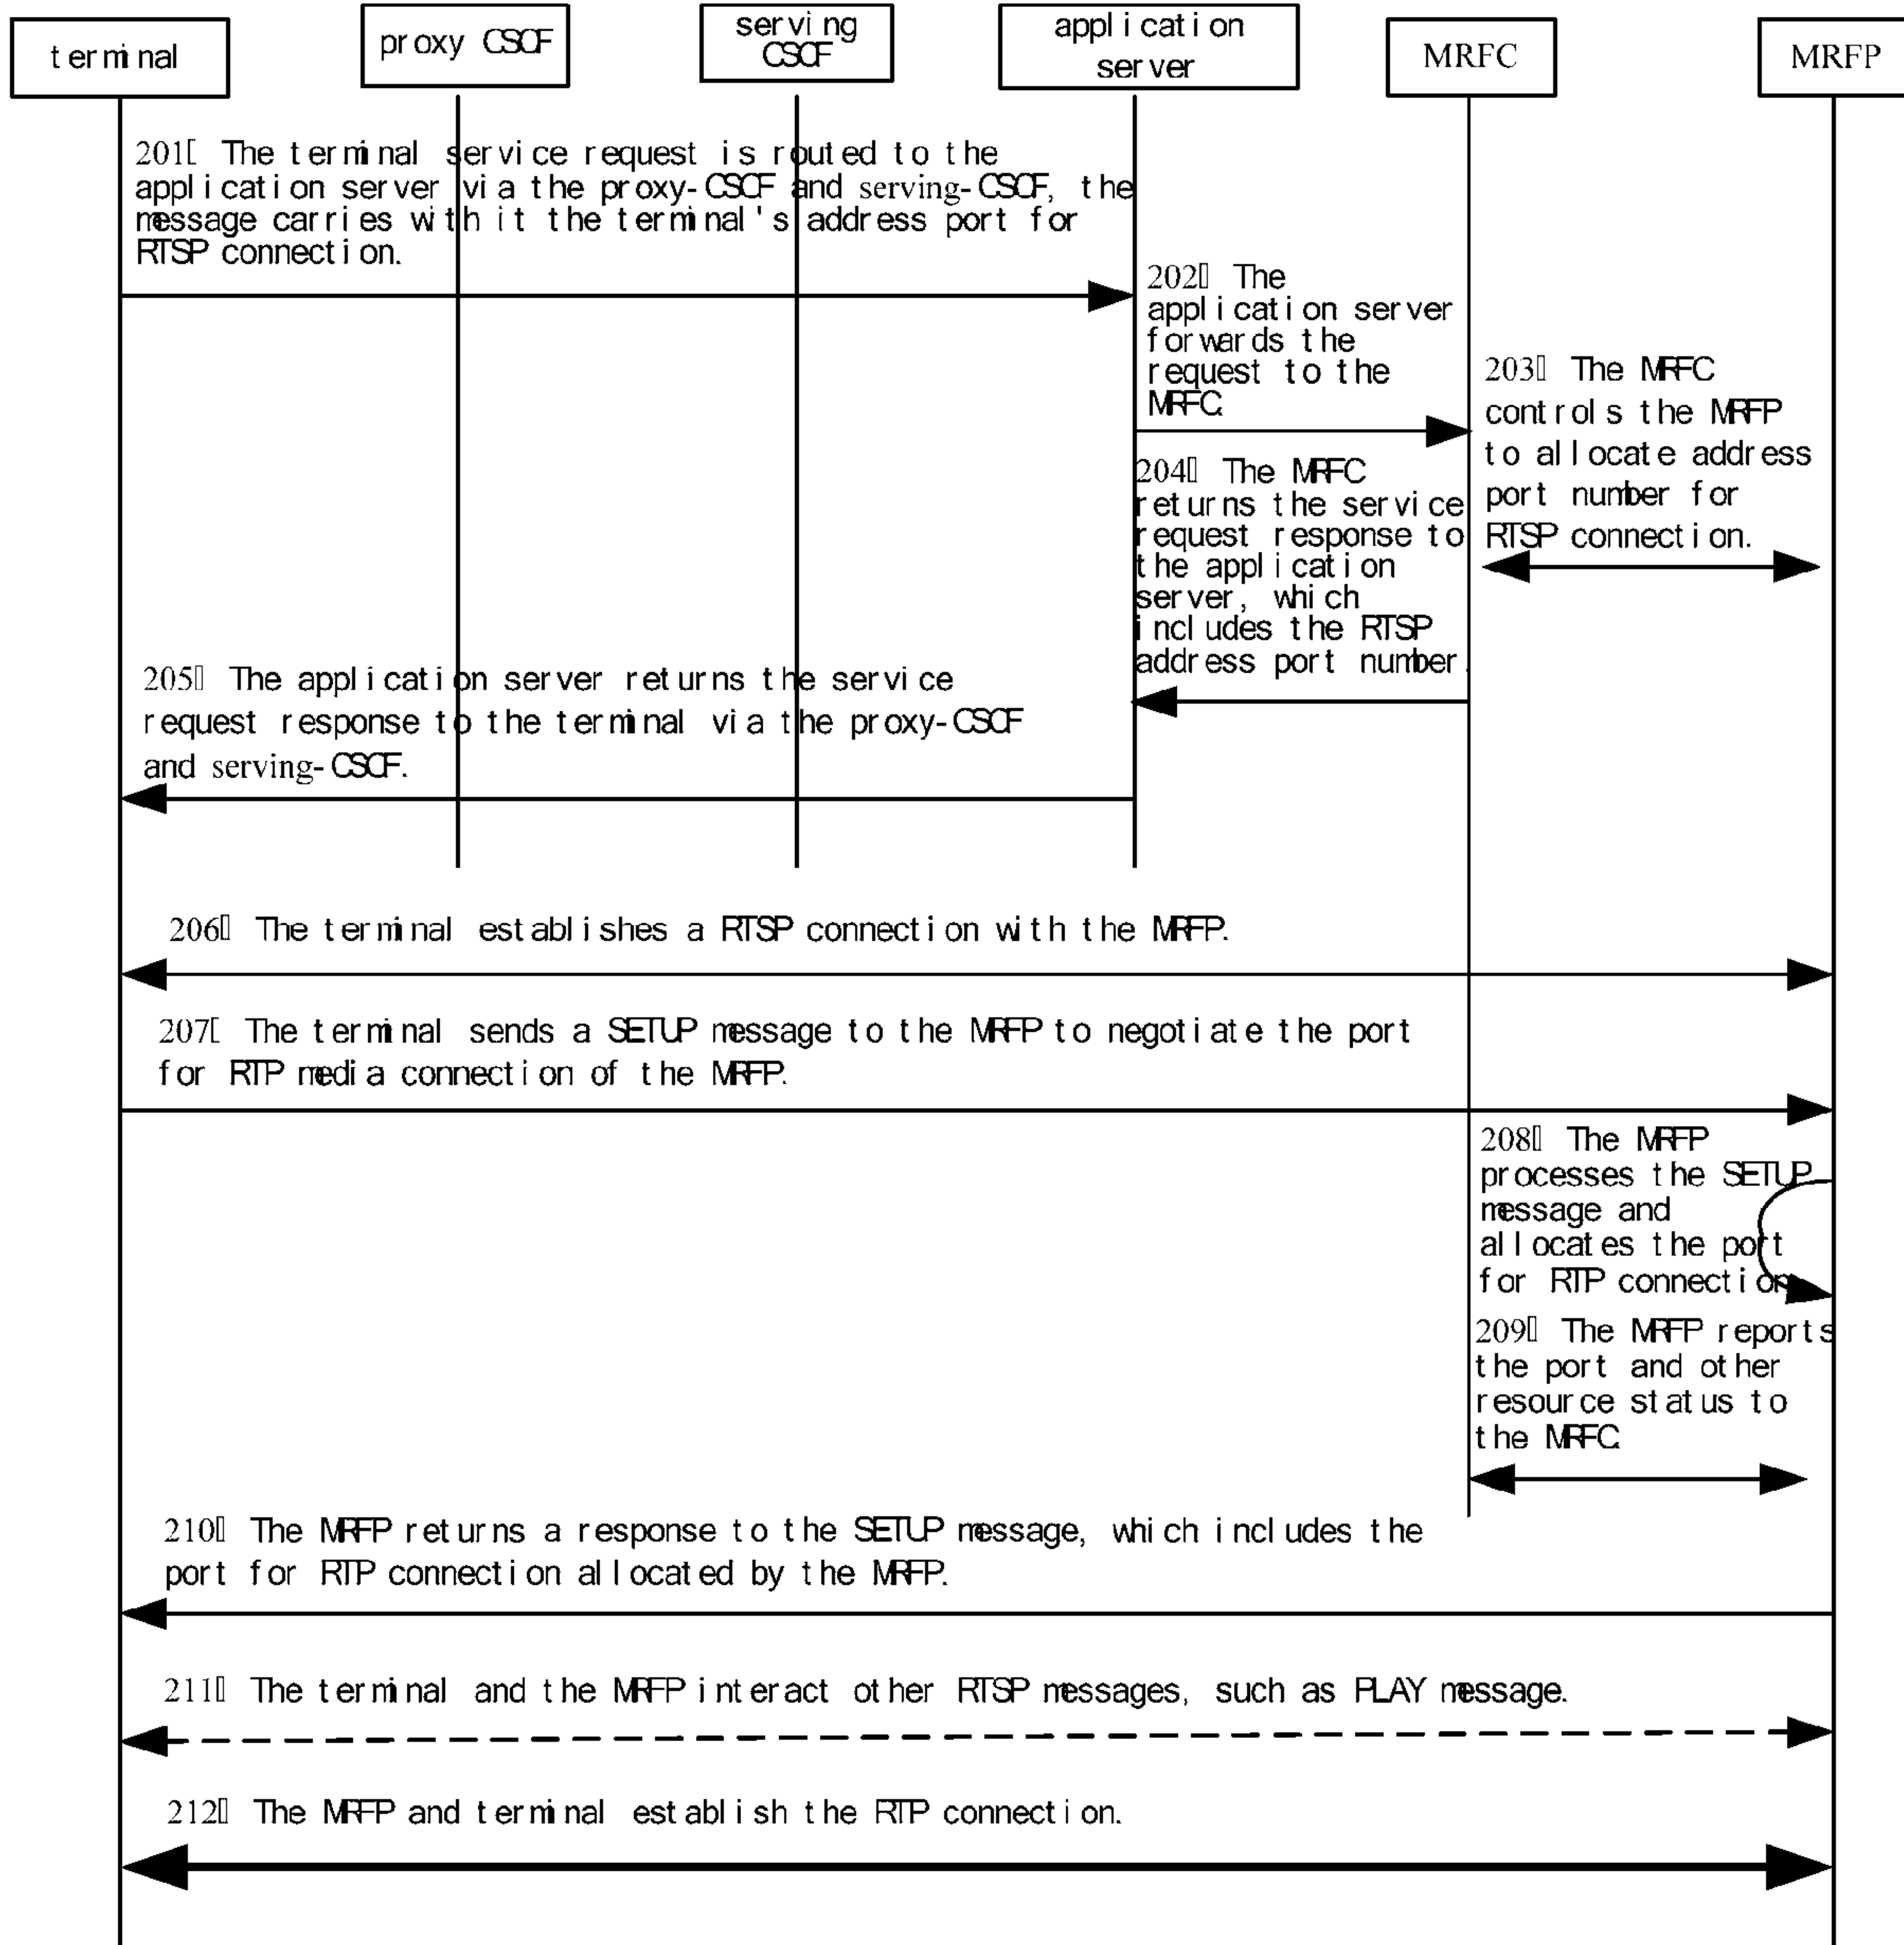 terminal
proxy CSCF
serving
CSCF
application
server
MRFC
MRFP
201 The terminal service request is routed to the
application server via the proxy-CSCF and serving-CSCF, the
message carries with it the terminal's address port for
RTSP connection.
202 The
application server
forwards the
request to the
MRFC.
203 The MRFC
controls the MRFP
to allocate address
port number for
RTSP connection.
204 The MRFC
returns the service
request response to
the application
server, which
includes the RTSP
address port number.
205 The application server returns the service
request response to the terminal via the proxy-CSCF
and serving-CSCF.
206 The terminal establishes a RTSP connection with the MRFP.
207 The terminal sends a SETUP message to the MRFP to negotiate the port
for RTP media connection of the MRFP.
208 The MRFP
processes the SETUP
message and
allocates the port
for RTP connection.
209 The MRFP reports
the port and other
resource status to
the MRFC.
210 The MRFP returns a response to the SETUP message, which includes the
port for RTP connection allocated by the MRFP.
211 The terminal and the MRFP interact other RTSP messages, such as PLAY message.
212 The MRFP and terminal establish the RTP connection.